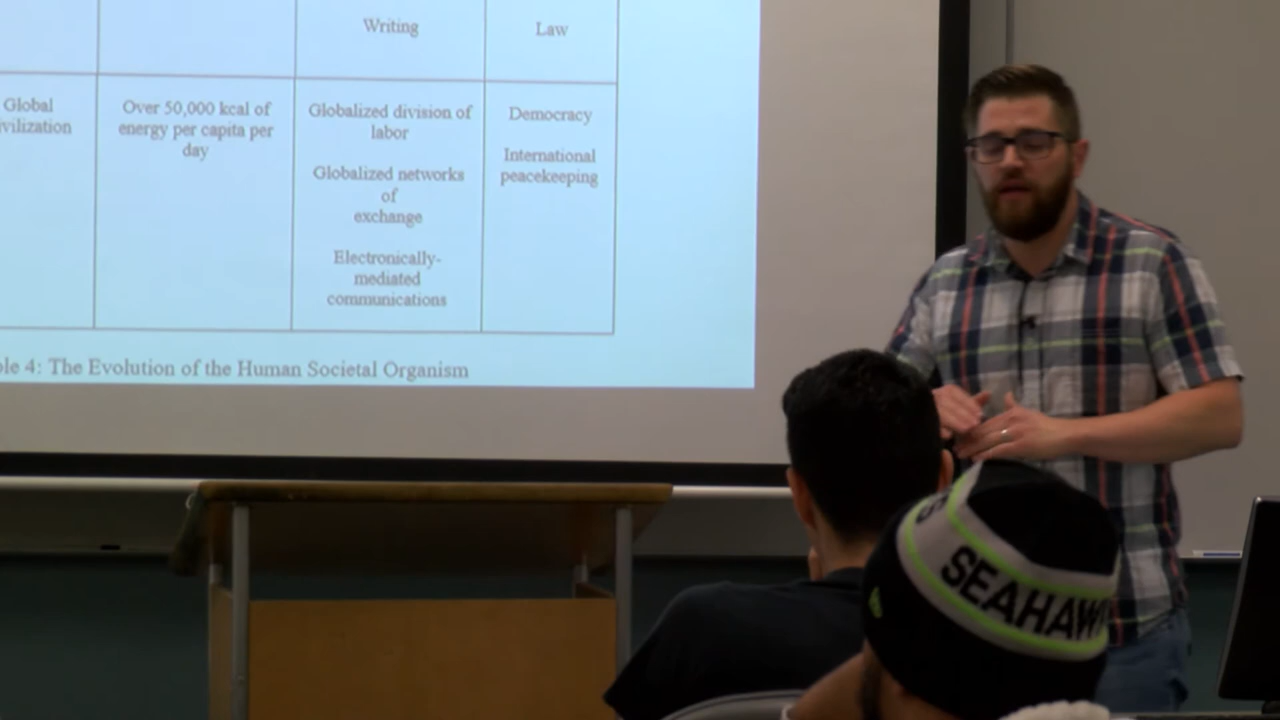 Writing
Law
Global
Over 50,000 kcal of
energy per capita per
day
Globalized division of
labor
Globalized networks
of
exchange
Electronically-
mediated
communications
Democracy
International
peacekeeping
ivilization
le 4: The Evolution of the Human Societal Organism
SEAHAW